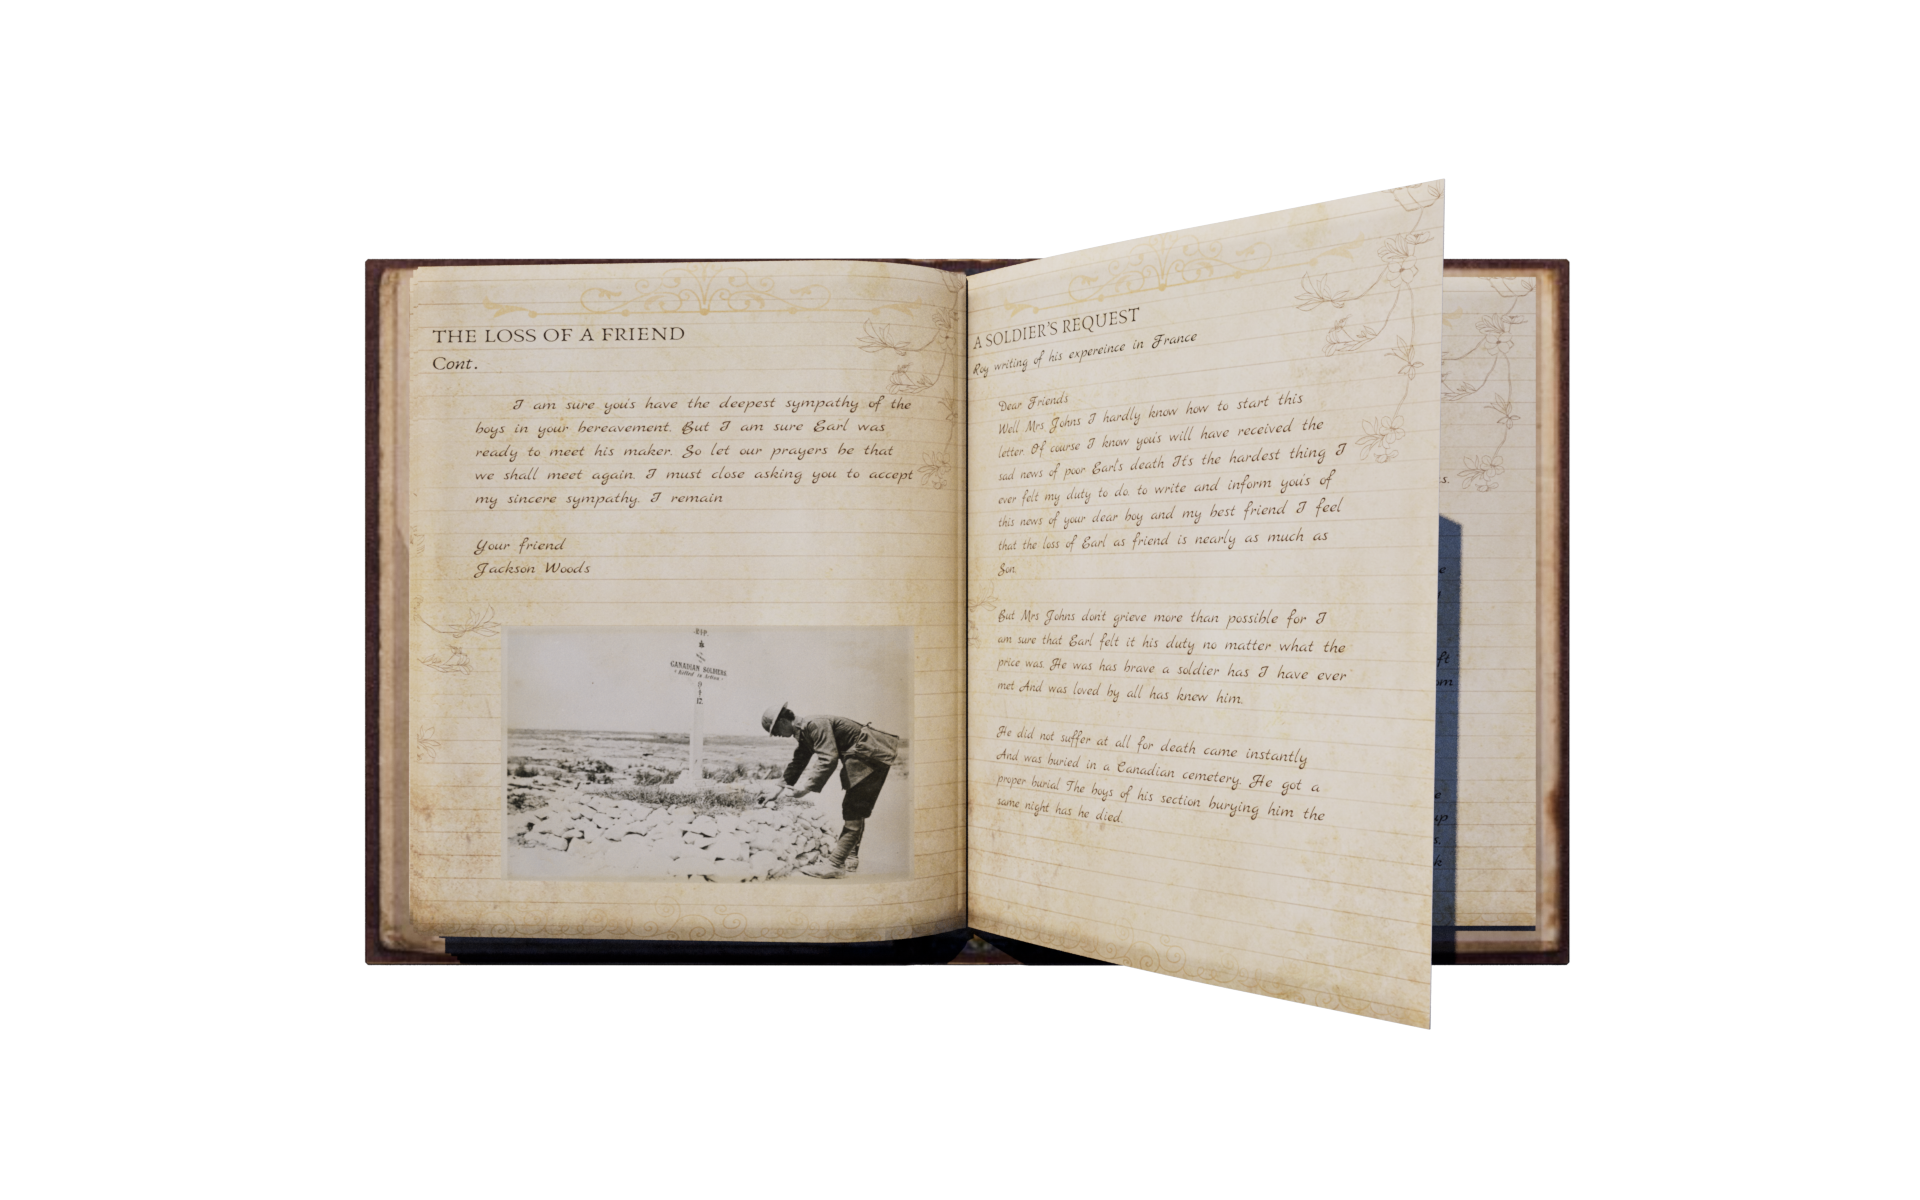 THE LOSS OF A FRIEND
Cont.
I am sure you's have the deepest sympathy of the
boys in your bereavement. But I am sure Earl was
ready to meet his maker. So let our prayers be that
we shall meet again. I must close asking you to accept
my sincere sympathy. I remain
Your friend
Jackson Woods
R.I.P.
CANADIAN SOLDIERS
Killed in Action
9
4
17.
A SOLDIER'S REQUEST
Roy writing of his expereince in France
Dear Friends
Well Mrs Johns I hardly know how to start this
letter. Of course I know you's will have received the
sad news of poor Earl's death It's the hardest thing I
ever felt my duty to do. to write and inform you's of
this news of your dear boy and my best friend I feel
that the loss of Earl as friend is nearly as much as
Son.
But Mrs Johns don't grieve more than possible for I
am sure that Earl felt it his duty no matter what the
price was. He was has brave a soldier has I have ever
met And was loved by all has knew him.
He did not suffer at all for death came instantly
And was buried in a Canadian cemetery. He got a
proper burial The boys of his section burying him the
same night has he died.